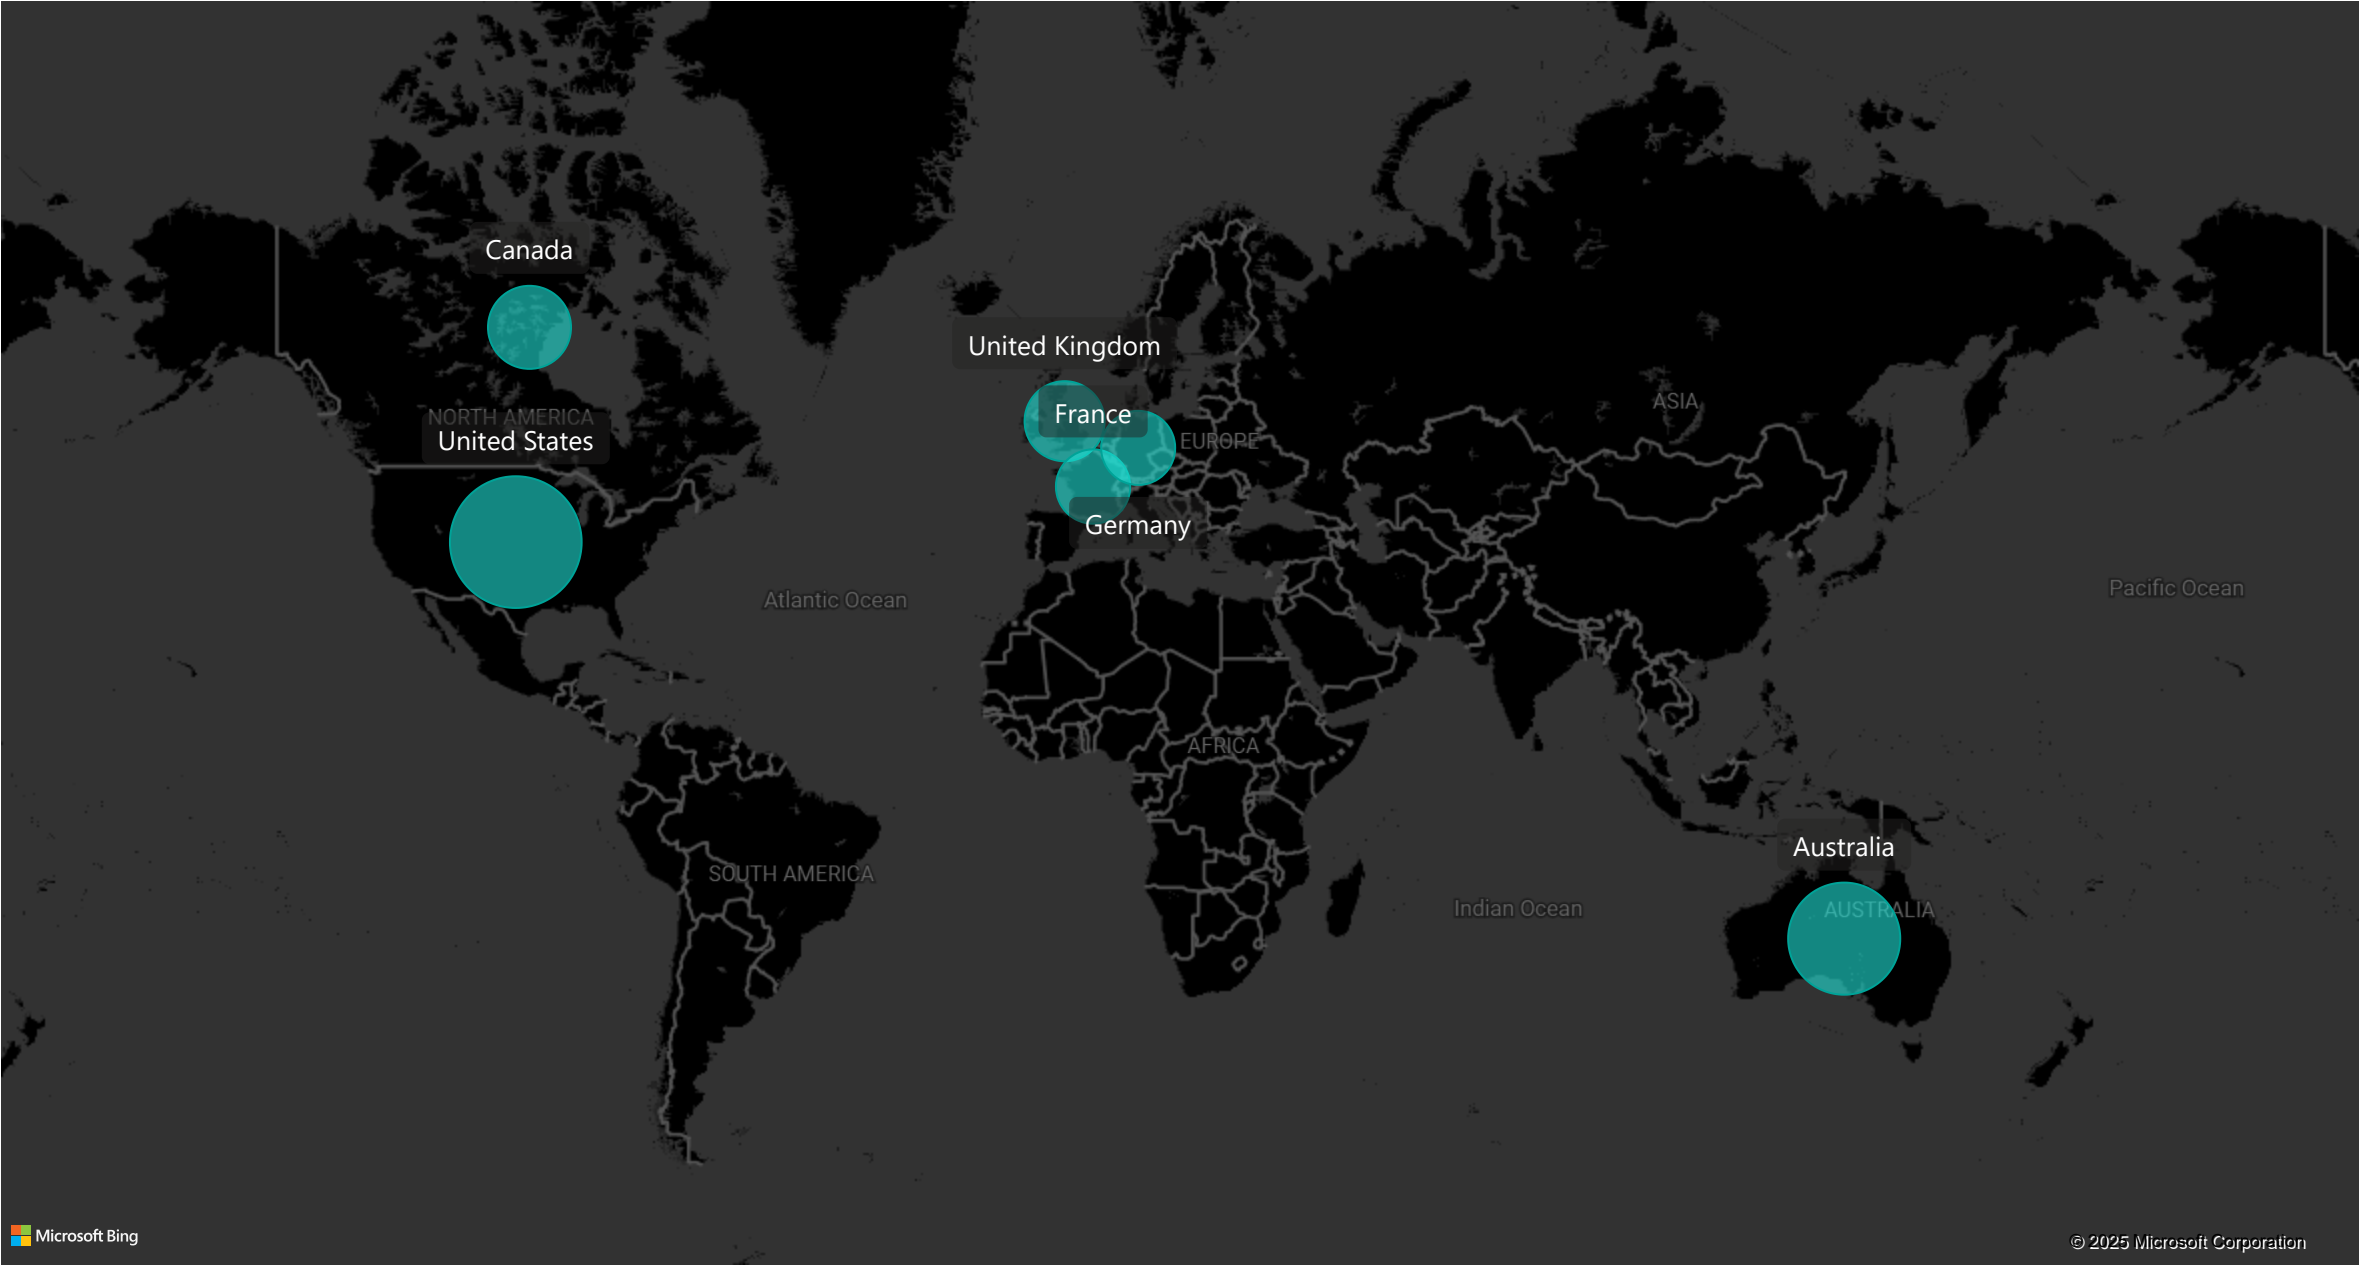 Canada
United Kingdom
ASIA
France
NORTH AMERICA
EUROPE
United States
Germany
Pacific Ocean
Atlantic Ocean
AFRICA
Australia
SOUTH AMERICA
Indian Ocean
AUSTRALIA
Microsoft Bing
© 2025 Microsoft Corporation